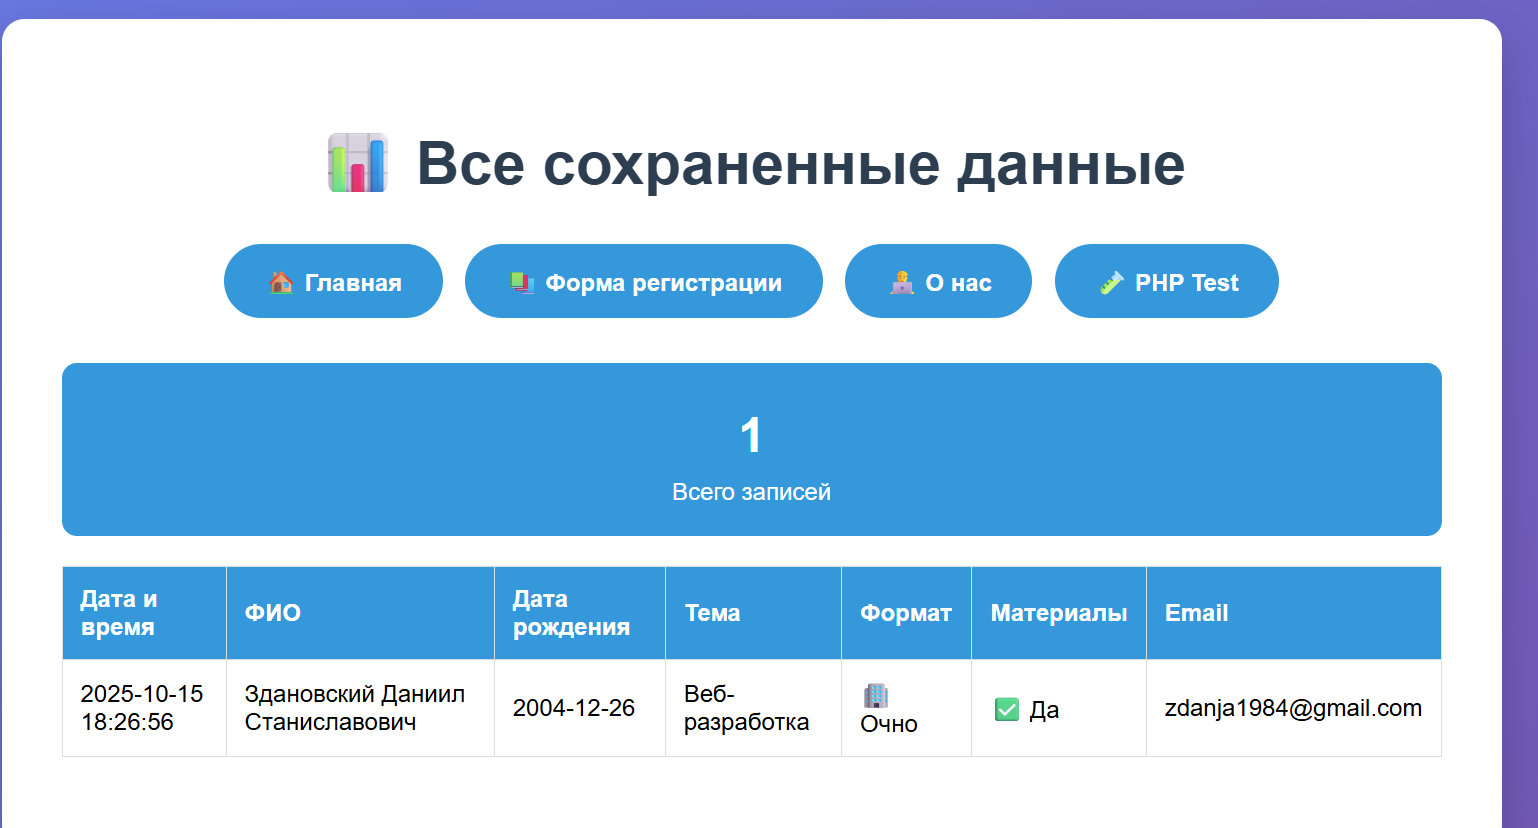 Все сохраненные данные
Главная
Форма регистрации
О нас
PHP Test
1
Всего записей
Дата и
время
ФИО
Дата
рождения
Тема
Формат
Материалы
Email
2025-10-15
18:26:56
Здановский Даниил
Станиславович
2004-12-26
Веб-
разработка
Очно
Да
zdanja1984@gmail.com